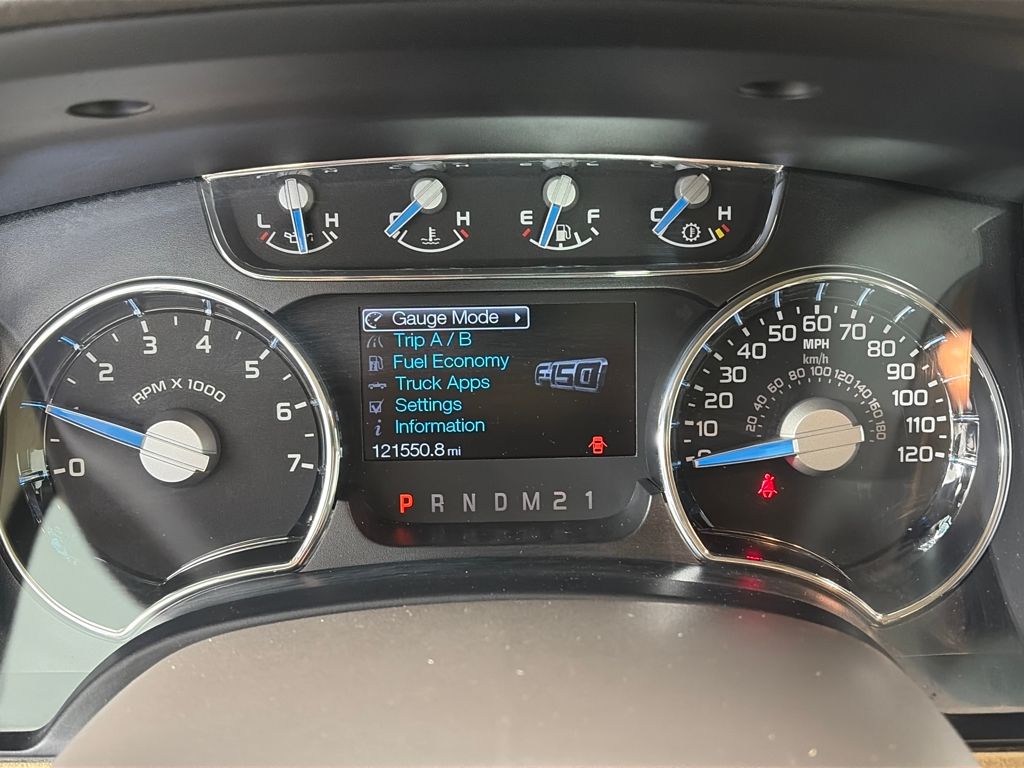 L H
C H
E F
C H
0 1 2 3 4 5 6 7
RPM X 1000
Gauge Mode
Trip A / B
Fuel Economy
Truck Apps
Settings
Information
121550.8 mi
F150
P R N D M 2 1
10 20 30 40 50 60 70 80 90 100 110 120
MPH
km/h
20 40 60 80 100 120 140 160 180